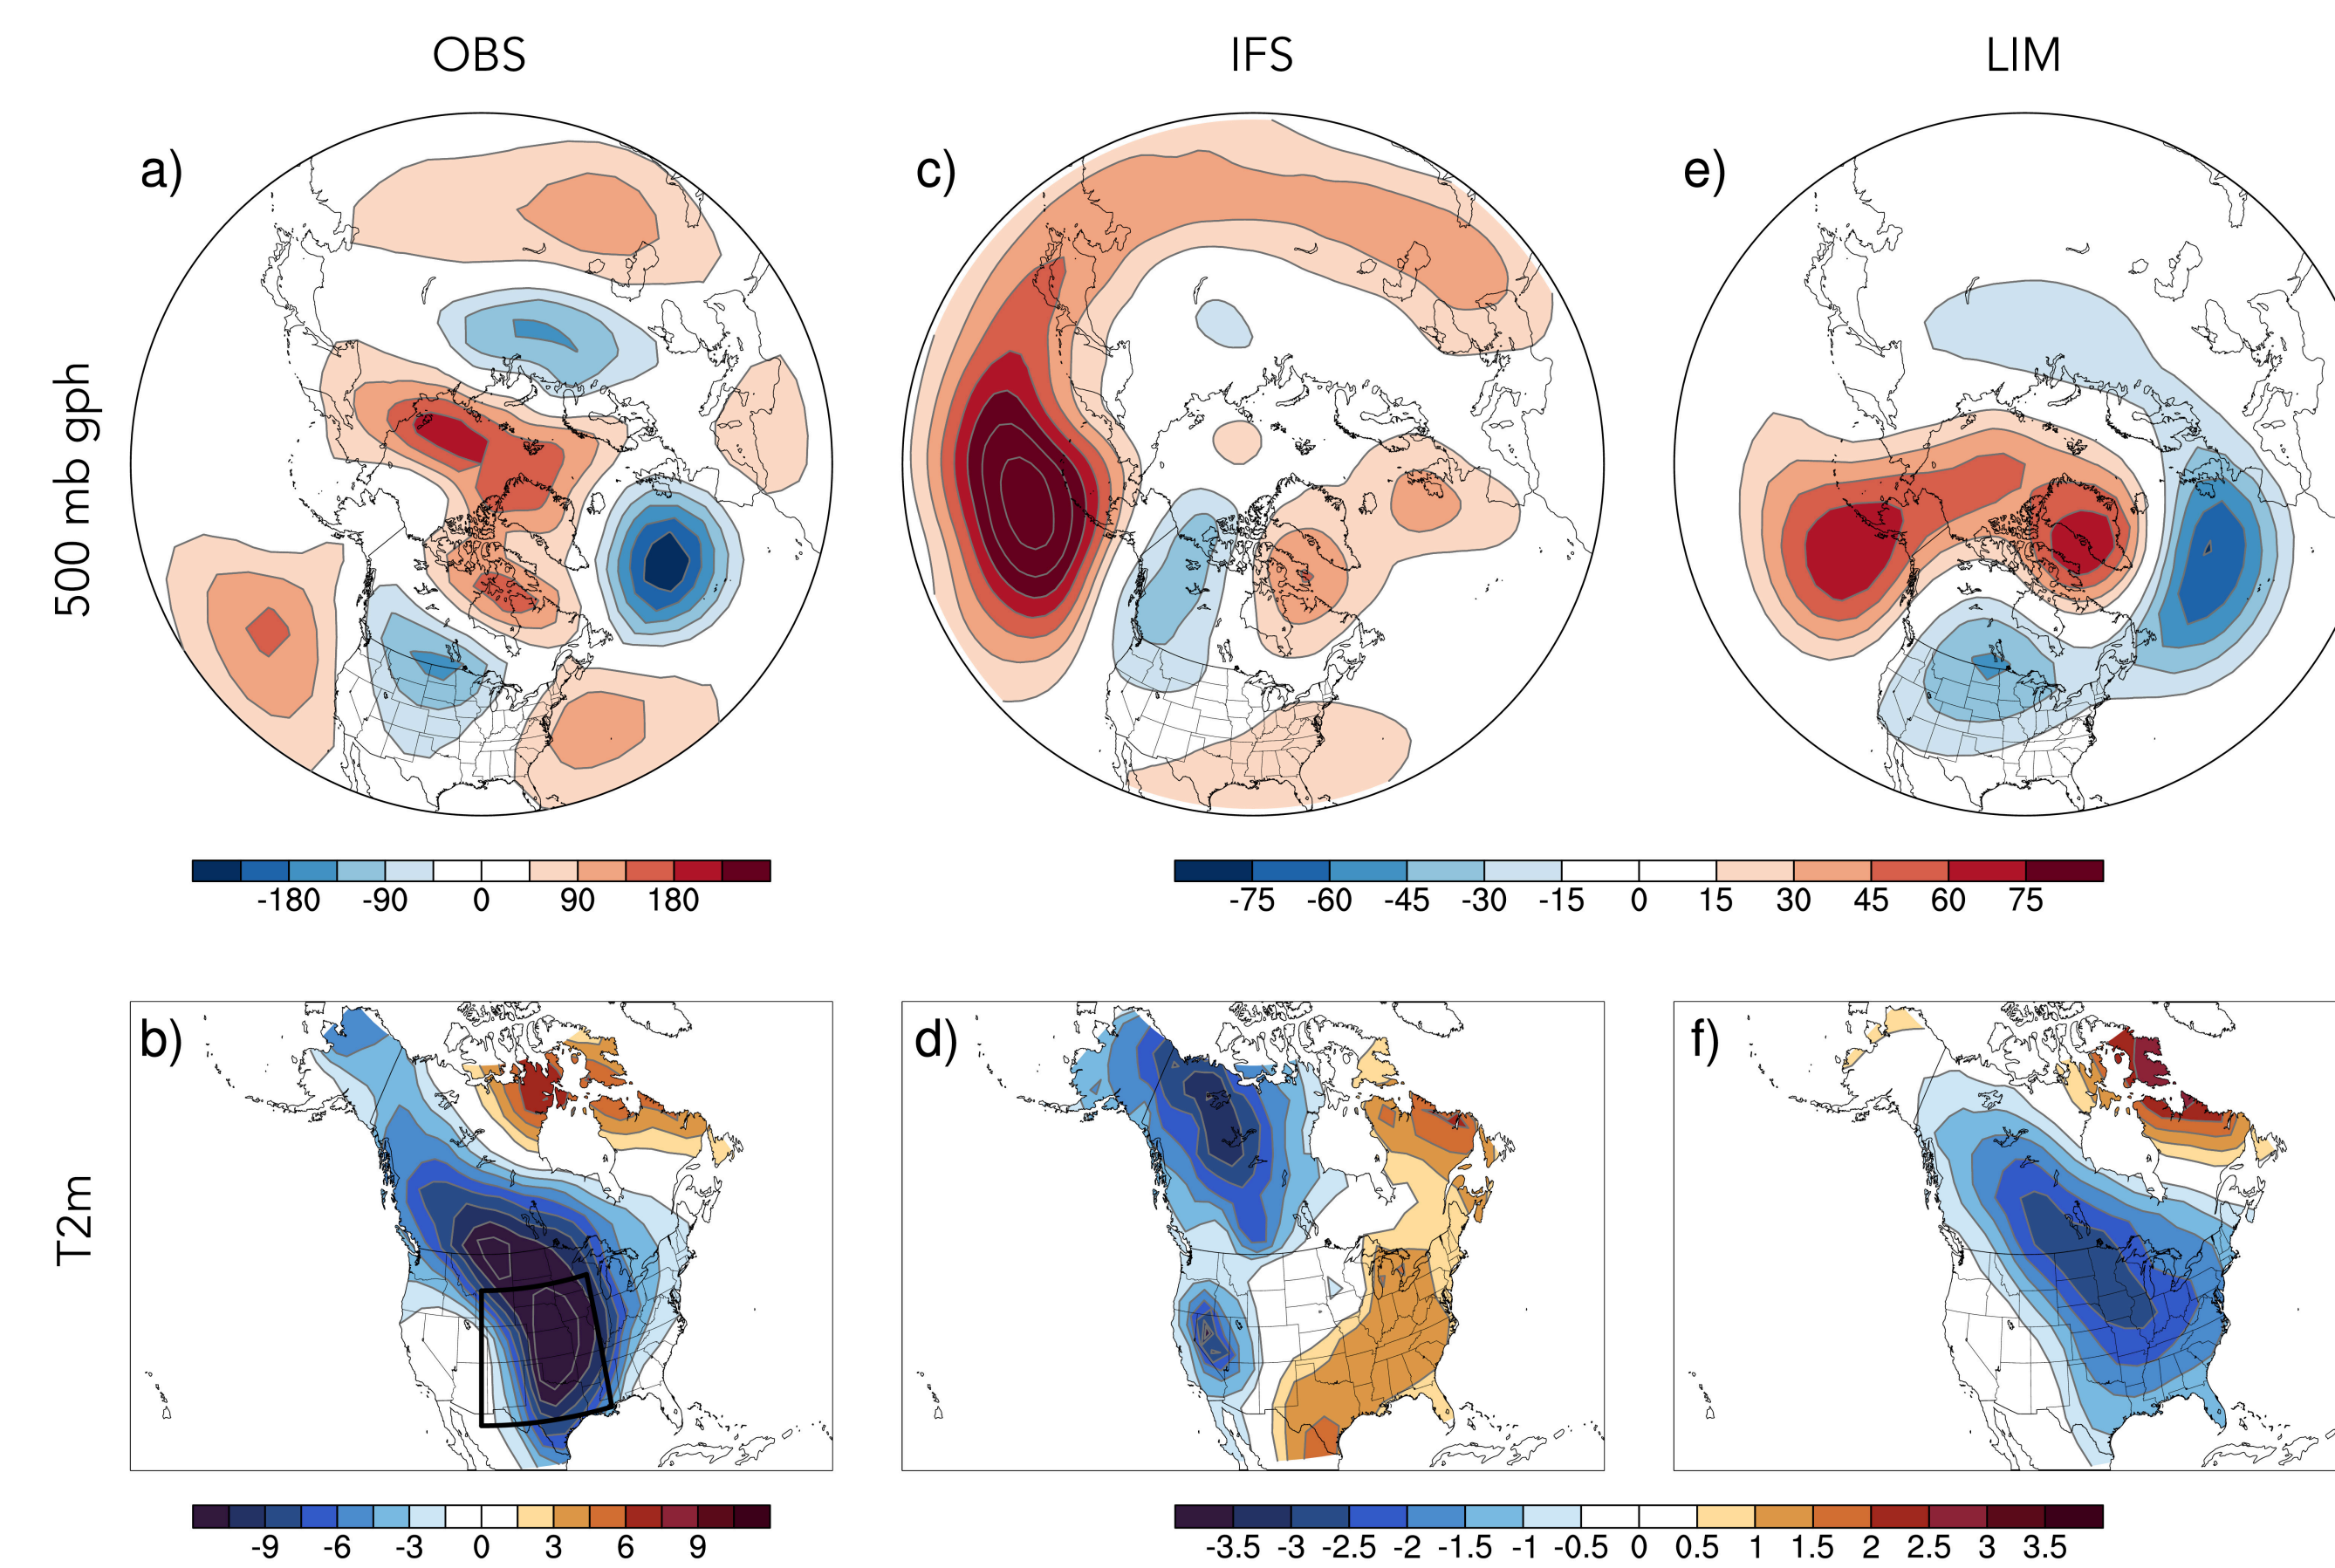 OBS IFS LIM
a) c) e)
500 mb gph
-180 -90 0 90 180
-75 -60 -45 -30 -15 0 15 30 45 60 75
b) d) f)
T2m
-9 -6 -3 0 3 6 9
-3.5 -3 -2.5 -2 -1.5 -1 -0.5 0 0.5 1 1.5 2 2.5 3 3.5